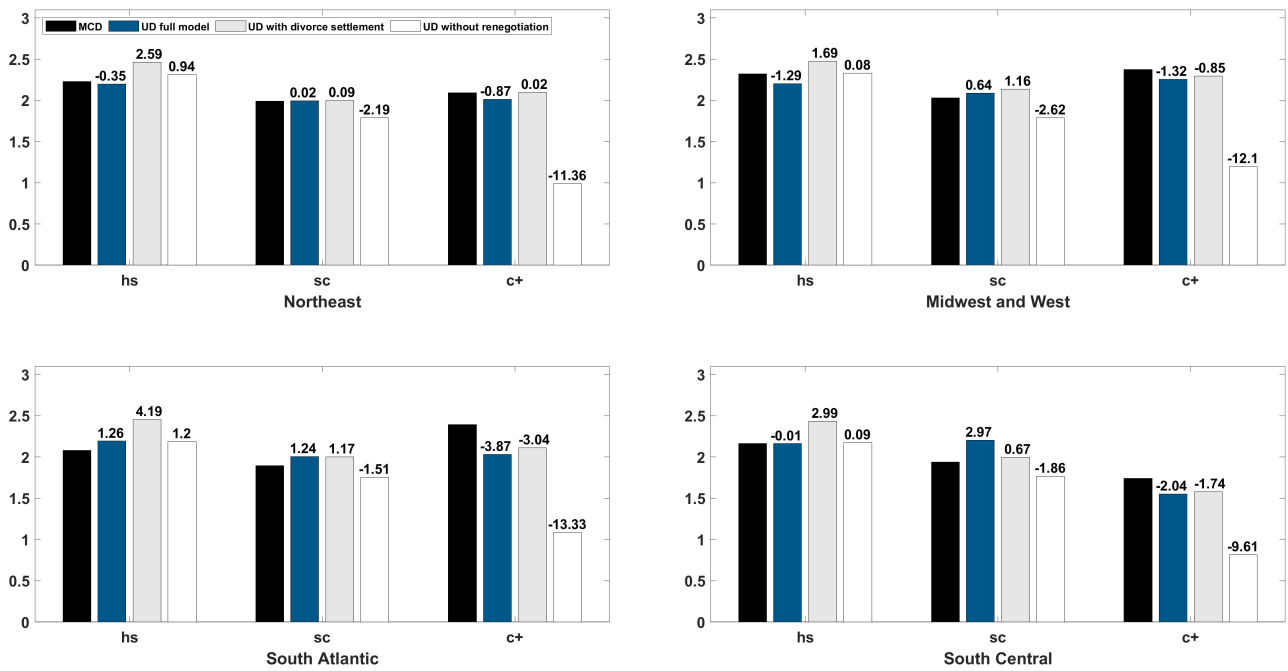 MCD UD full model UD with divorce settlement UD without renegotiation
3
2.5
2
1.5
1
0.5
0
-0.35 2.59 0.94
0.02 0.09 -2.19
-0.87 0.02 -11.36
hs sc c+
Northeast
3
2.5
2
1.5
1
0.5
0
-1.29 1.69 0.08
0.64 1.16 -2.62
-1.32 -0.85 -12.1
hs sc c+
Midwest and West
3
2.5
2
1.5
1
0.5
0
1.26 4.19 1.2
1.24 1.17 -1.51
-3.87 -3.04 -13.33
hs sc c+
South Atlantic
3
2.5
2
1.5
1
0.5
0
-0.01 2.99 0.09
2.97 0.67 -1.86
-2.04 -1.74 -9.61
hs sc c+
South Central